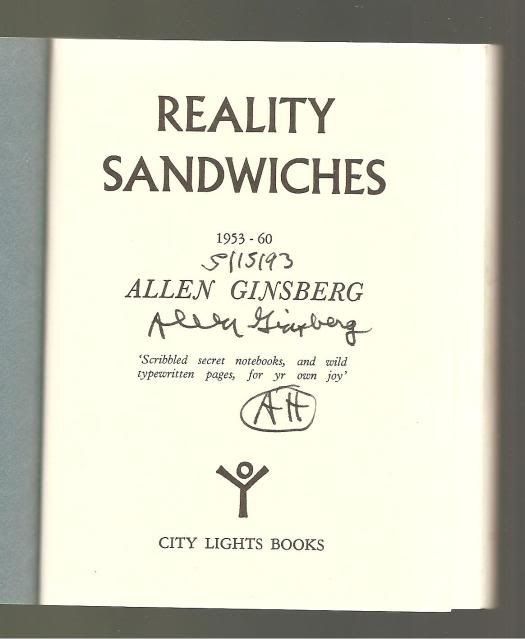 REALITY
SANDWICHES
1953 - 60
5/15/93
ALLEN GINSBERG
Allen Ginsberg
'Scribbled secret notebooks, and wild
typewritten pages, for yr own joy'
AH
CITY LIGHTS BOOKS